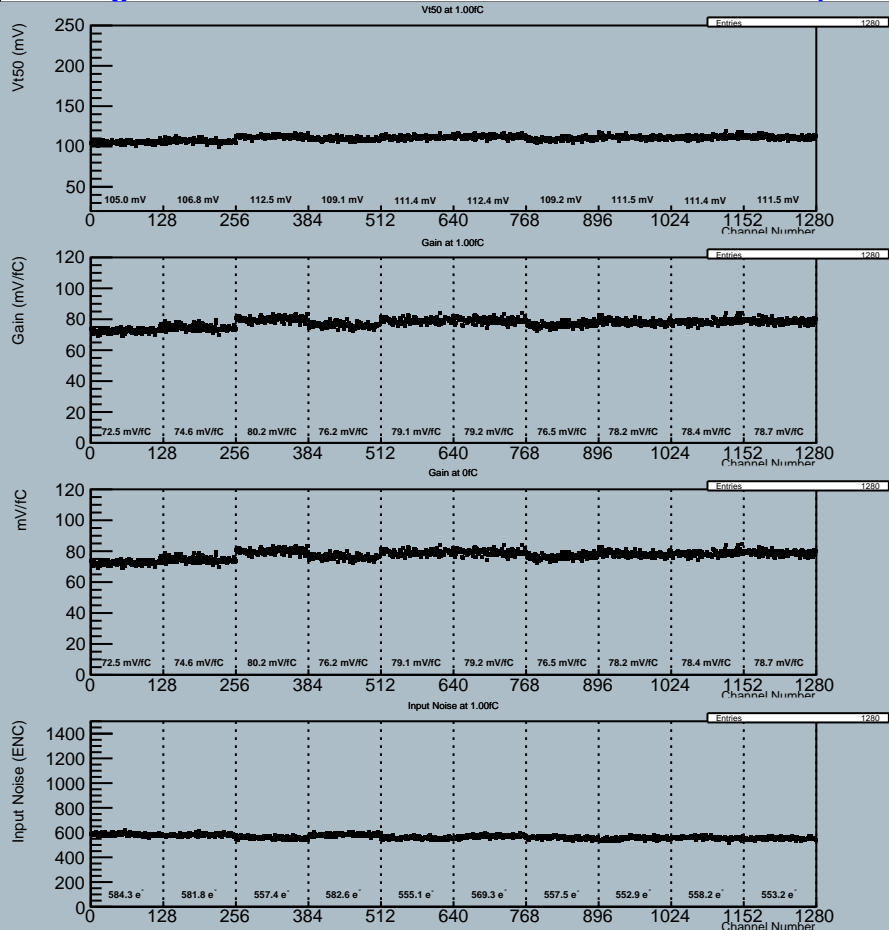 Vt50 at 1.00fC
Entries 1280
Vt50 (mV)
250
200
150
100
50
105.0 mV 106.8 mV 112.5 mV 109.1 mV 111.4 mV 112.4 mV 109.2 mV 111.5 mV 111.4 mV 111.5 mV
0 128 256 384 512 640 768 896 1024 1152 1280
Channel Number
Gain at 1.00fC
Entries 1280
Gain (mV/fC)
120
100
80
60
40
20
0
72.5 mV/fC 74.6 mV/fC 80.2 mV/fC 76.2 mV/fC 79.1 mV/fC 79.2 mV/fC 76.5 mV/fC 78.2 mV/fC 78.4 mV/fC 78.7 mV/fC
0 128 256 384 512 640 768 896 1024 1152 1280
Channel Number
Gain at 0fC
Entries 1280
mV/fC
120
100
80
60
40
20
0
72.5 mV/fC 74.6 mV/fC 80.2 mV/fC 76.2 mV/fC 79.1 mV/fC 79.2 mV/fC 76.5 mV/fC 78.2 mV/fC 78.4 mV/fC 78.7 mV/fC
0 128 256 384 512 640 768 896 1024 1152 1280
Channel Number
Input Noise at 1.00fC
Entries 1280
Input Noise (ENC)
1400
1200
1000
800
600
400
200
0
584.3 e⁻ 581.8 e⁻ 557.4 e⁻ 582.6 e⁻ 555.1 e⁻ 569.3 e⁻ 557.5 e⁻ 552.9 e⁻ 558.2 e⁻ 553.2 e⁻
0 128 256 384 512 640 768 896 1024 1152 1280
Channel Number